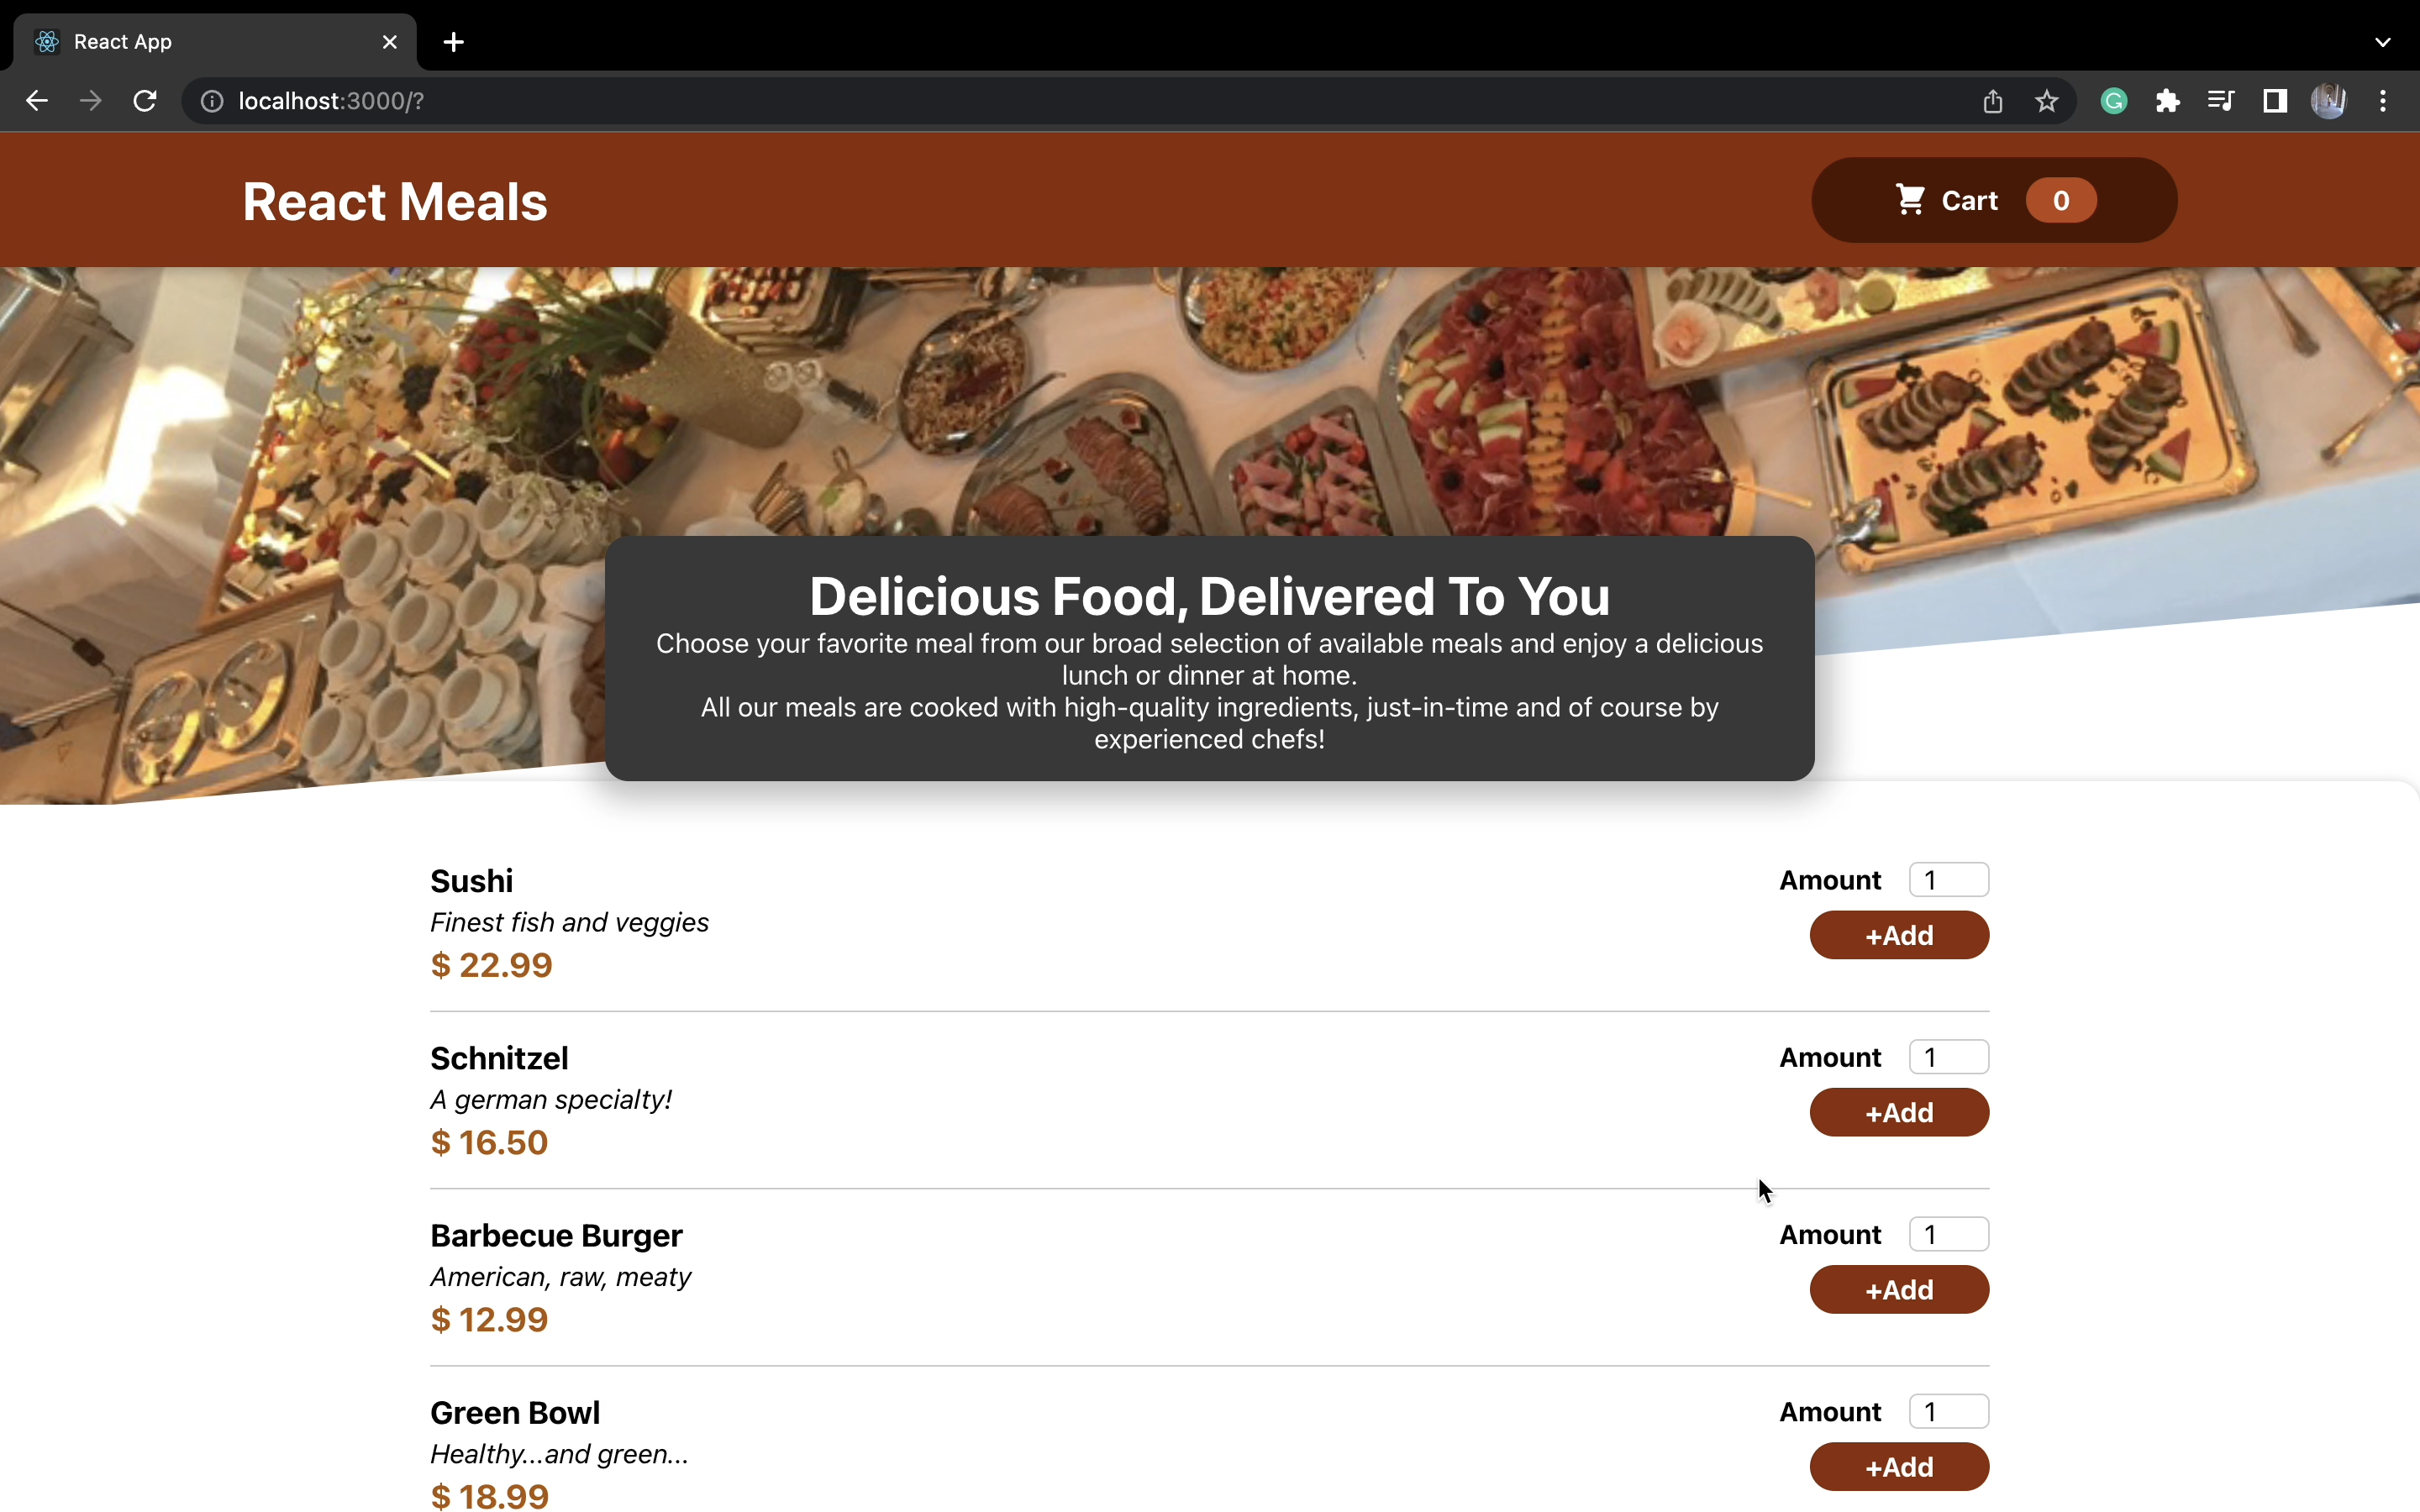 React App
localhost:3000/?
React Meals
Cart 0
Delicious Food, Delivered To You
Choose your favorite meal from our broad selection of available meals and enjoy a delicious
lunch or dinner at home.
All our meals are cooked with high-quality ingredients, just-in-time and of course by
experienced chefs!
Sushi
Finest fish and veggies
$ 22.99
Amount 1
+Add
Schnitzel
A german specialty!
$ 16.50
Amount 1
+Add
Barbecue Burger
American, raw, meaty
$ 12.99
Amount 1
+Add
Green Bowl
Healthy...and green...
$ 18.99
Amount 1
+Add